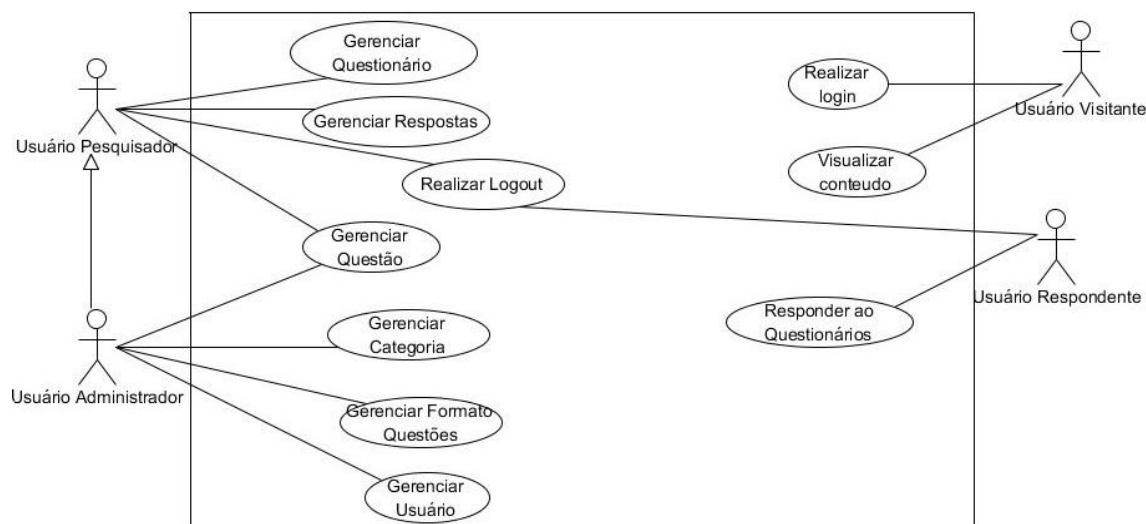 Gerenciar
Questionário
Realizar
login
Usuário Visitante
Usuário Pesquisador
Gerenciar Respostas
Visualizar
conteudo
Realizar Logout
Gerenciar
Questão
Usuário Respondente
Responder ao
Questionários
Gerenciar
Categoria
Usuário Administrador
Gerenciar Formato
Questões
Gerenciar
Usuário